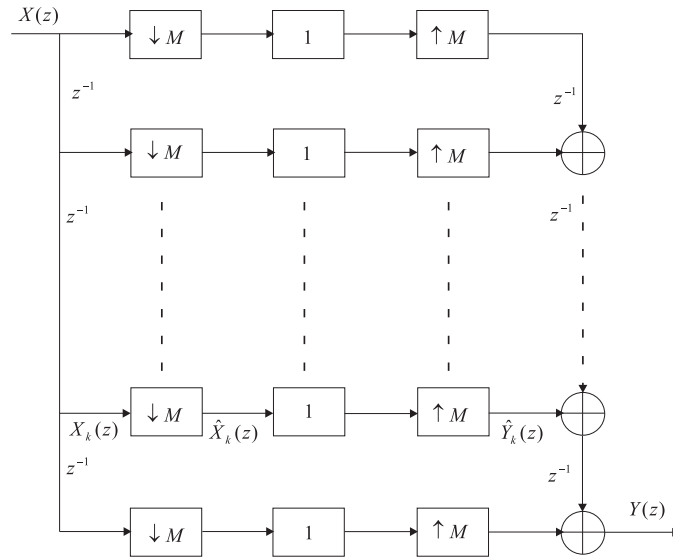 X(z)
↓ M 1 ↑ M
z⁻¹ z⁻¹
↓ M 1 ↑ M
z⁻¹ z⁻¹
↓ M 1 ↑ M
X_k(z) X̂_k(z) Ŷ_k(z)
z⁻¹ z⁻¹
Y(z)
↓ M 1 ↑ M